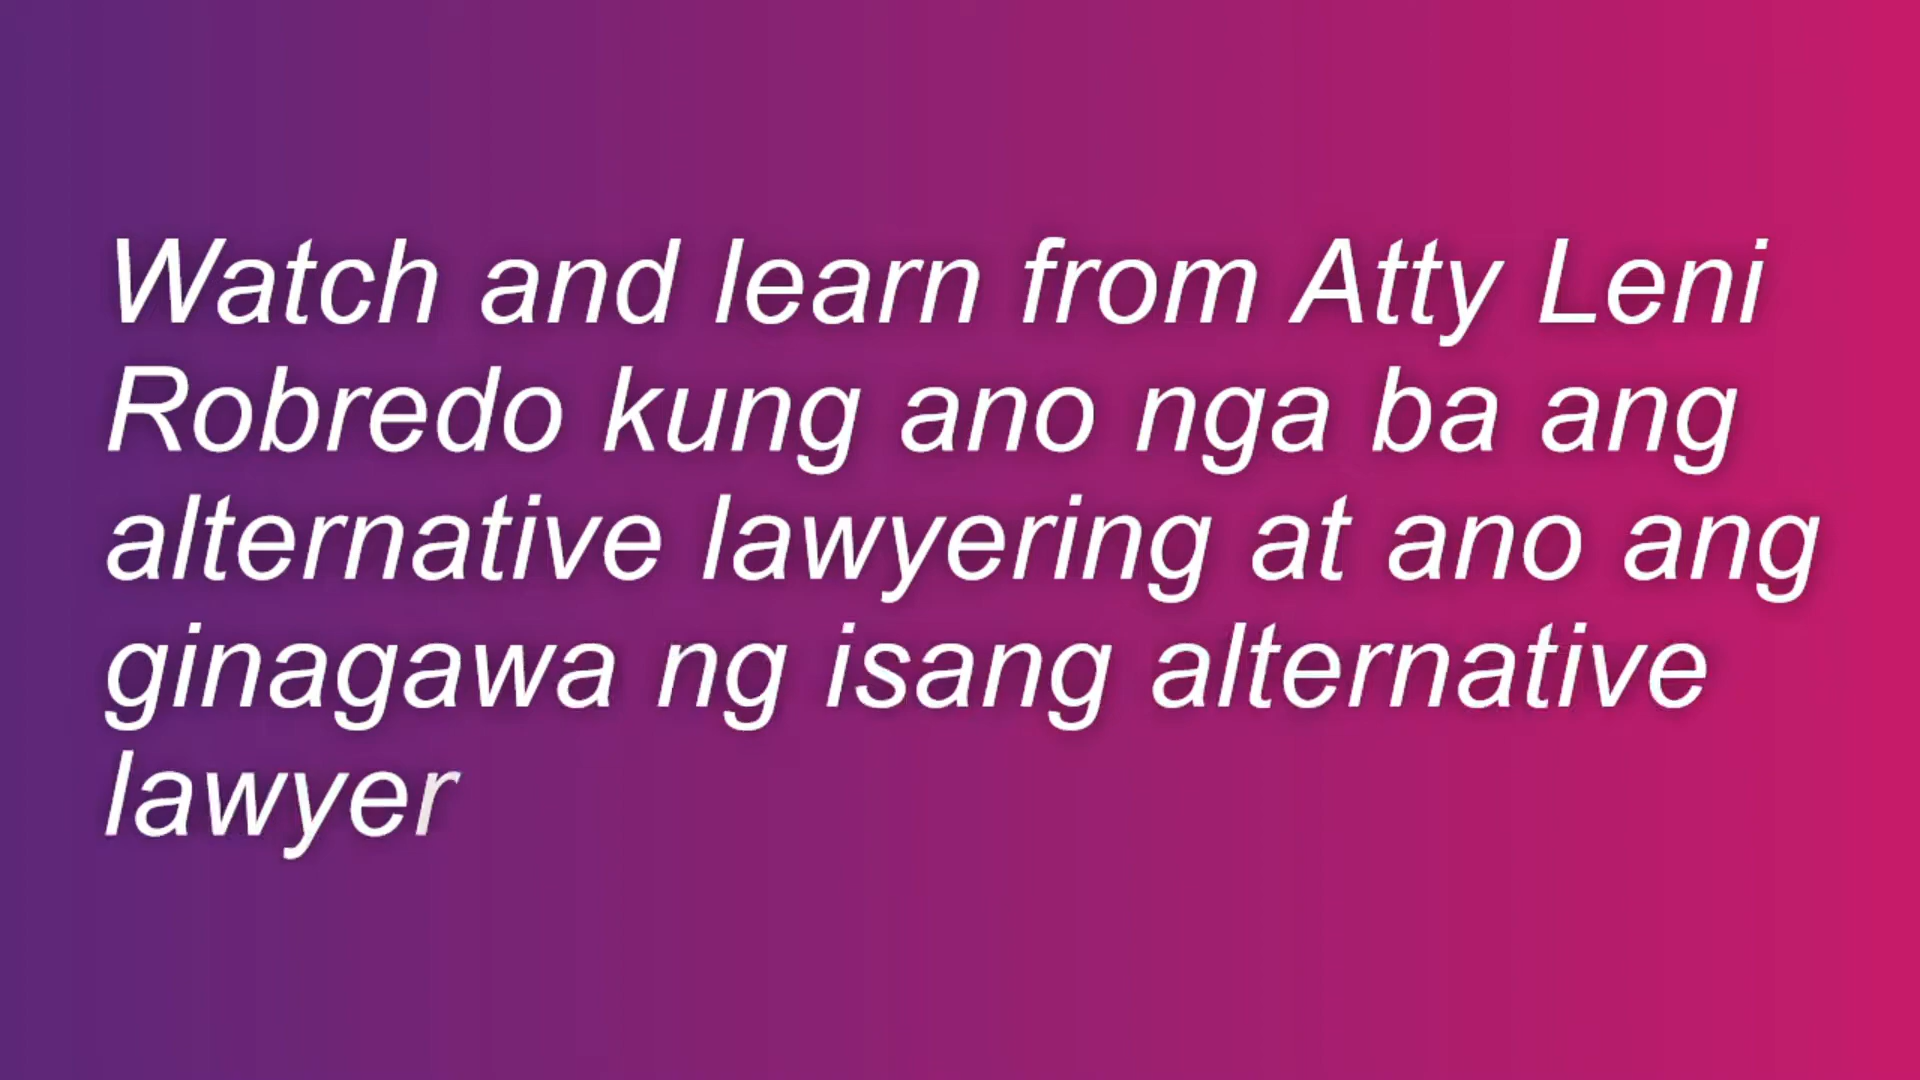 Watch and learn from Atty Leni
Robredo kung ano nga ba ang
alternative lawyering at ano ang
ginagawa ng isang alternative
lawyer